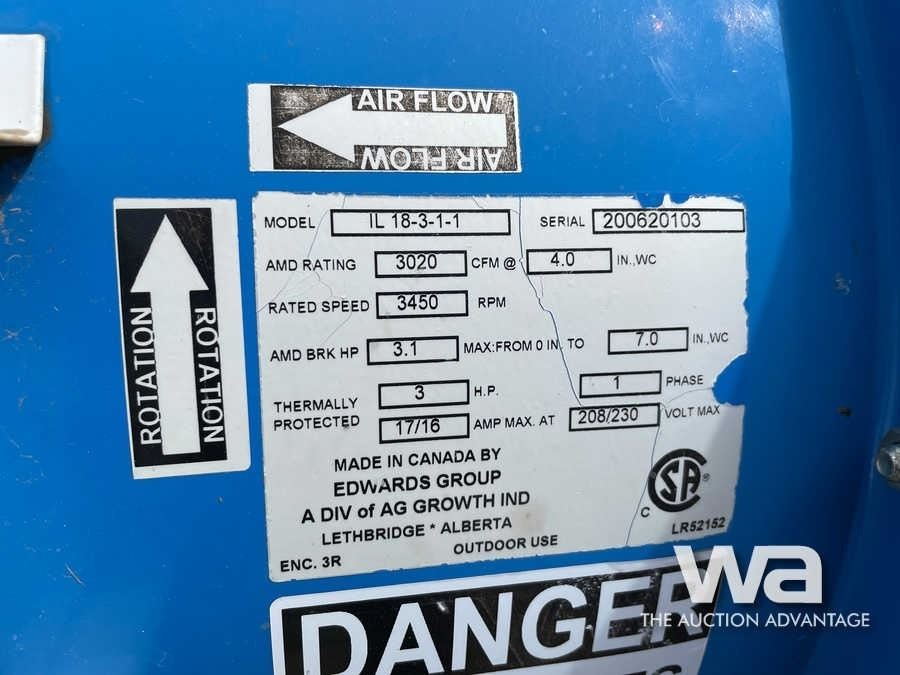 AIR FLOW
AIR FLOW
ROTATION
ROTATION
MODEL IL 18-3-1-1 SERIAL 200620103
AMD RATING 3020 CFM @ 4.0 IN.,WC
RATED SPEED 3450 RPM
AMD BRK HP 3.1 MAX:FROM 0 IN. TO 7.0 IN.,WC
THERMALLY PROTECTED 3 H.P. 1 PHASE
17/16 AMP MAX. AT 208/230 VOLT MAX
MADE IN CANADA BY
EDWARDS GROUP
A DIV of AG GROWTH IND
LETHBRIDGE * ALBERTA
ENC. 3R OUTDOOR USE
C SA ®
LR52152
DANGER
wa
THE AUCTION ADVANTAGE